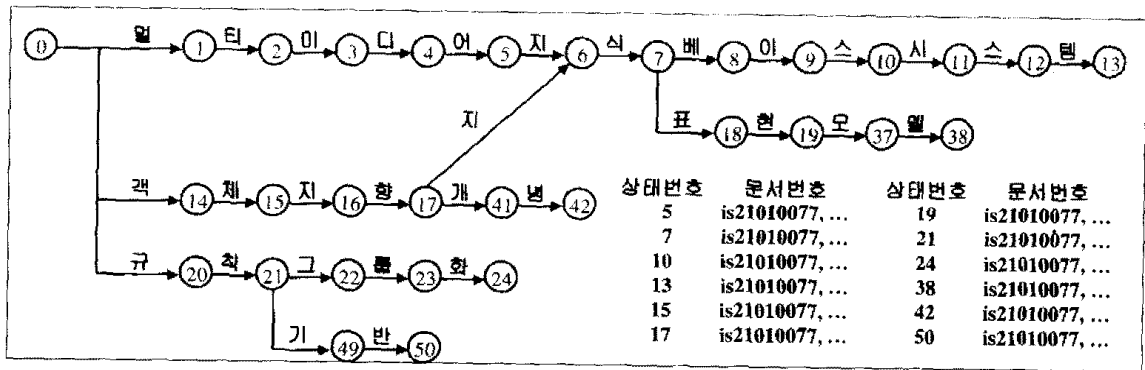 0 멀 1 티 2 미 3 디 4 어 5 지 6 식 7 베 8 이 9 스 10 시 11 스 12 템 13
지 표 18 현 19 모 37 델 38
객 14 체 15 지 16 향 17 개 41 념 42
규 20 칙 21 그 22 룹 23 화 24
기 49 반 50
상태번호 문서번호 상태번호 문서번호
5 is21010077, ... 19 is21010077, ...
7 is21010077, ... 21 is21010077, ...
10 is21010077, ... 24 is21010077, ...
13 is21010077, ... 38 is21010077, ...
15 is21010077, ... 42 is21010077, ...
17 is21010077, ... 50 is21010077, ...